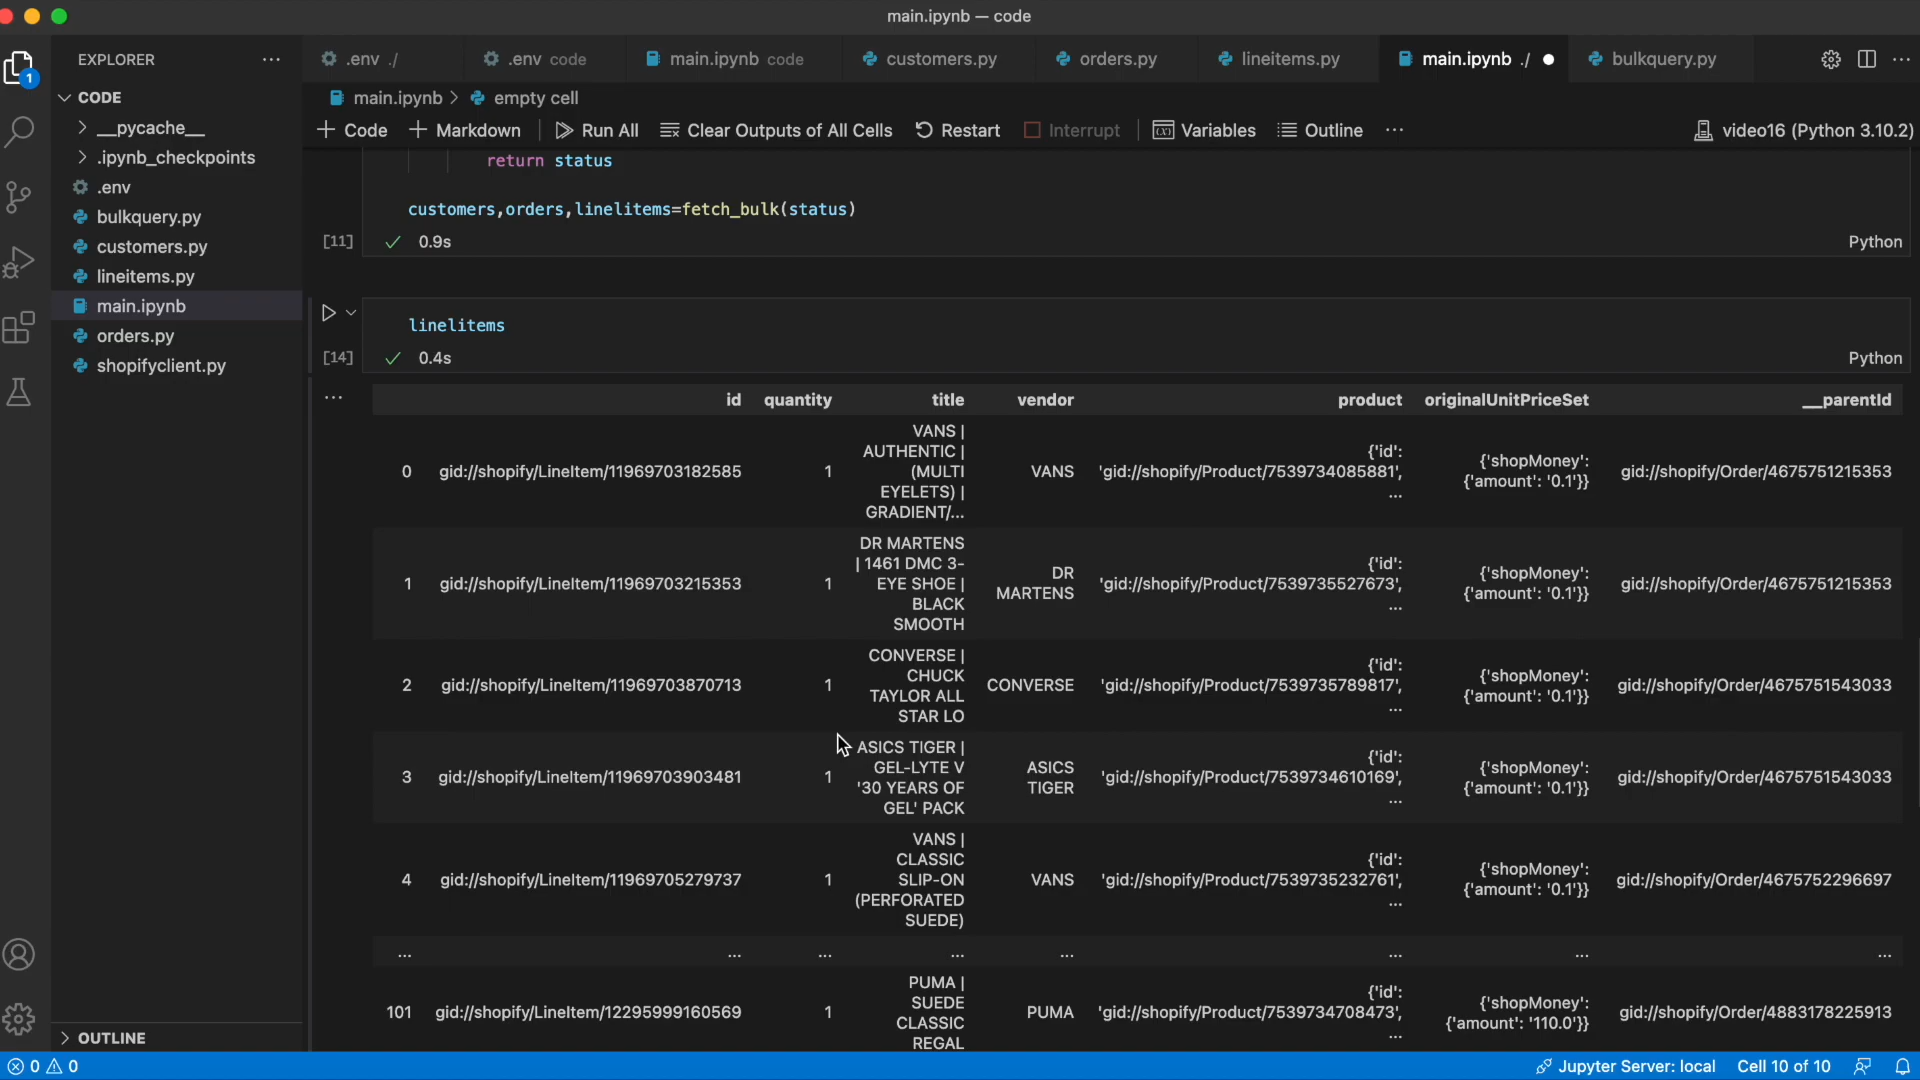 main.ipynb — code
EXPLORER ...
.env ./
.env code
main.ipynb code
customers.py
orders.py
lineitems.py
main.ipynb ./
bulkquery.py
...
1
CODE
main.ipynb > empty cell
__pycache__
+ Code + Markdown Run All Clear Outputs of All Cells Restart Interrupt Variables Outline ... video16 (Python 3.10.2)
.ipynb_checkpoints
.env
bulkquery.py
customers.py
lineitems.py
main.ipynb
orders.py
shopifyclient.py
return status
customers,orders,linelitems=fetch_bulk(status)
[11] 0.9s Python
linelitems
[14] 0.4s Python
...
id quantity title vendor product originalUnitPriceSet __parentId
0 gid://shopify/LineItem/11969703182585 1 VANS | AUTHENTIC | (MULTI EYELETS) | GRADIENT/... VANS {'id': 'gid://shopify/Product/7539734085881', ... {'shopMoney': {'amount': '0.1'}} gid://shopify/Order/4675751215353
1 gid://shopify/LineItem/11969703215353 1 DR MARTENS | 1461 DMC 3-EYE SHOE | BLACK SMOOTH DR MARTENS {'id': 'gid://shopify/Product/7539735527673', ... {'shopMoney': {'amount': '0.1'}} gid://shopify/Order/4675751215353
2 gid://shopify/LineItem/11969703870713 1 CONVERSE | CHUCK TAYLOR ALL STAR LO CONVERSE {'id': 'gid://shopify/Product/7539735789817', ... {'shopMoney': {'amount': '0.1'}} gid://shopify/Order/4675751543033
3 gid://shopify/LineItem/11969703903481 1 ASICS TIGER | GEL-LYTE V '30 YEARS OF GEL' PACK ASICS TIGER {'id': 'gid://shopify/Product/7539734610169', ... {'shopMoney': {'amount': '0.1'}} gid://shopify/Order/4675751543033
4 gid://shopify/LineItem/11969705279737 1 VANS | CLASSIC SLIP-ON (PERFORATED SUEDE) VANS {'id': 'gid://shopify/Product/7539735232761', ... {'shopMoney': {'amount': '0.1'}} gid://shopify/Order/4675752296697
... ... ... ... ... ... ... ...
101 gid://shopify/LineItem/12295999160569 1 PUMA | SUEDE CLASSIC REGAL PUMA {'id': 'gid://shopify/Product/7539734708473', ... {'shopMoney': {'amount': '110.0'}} gid://shopify/Order/4883178225913
OUTLINE
0 0
Jupyter Server: local Cell 10 of 10